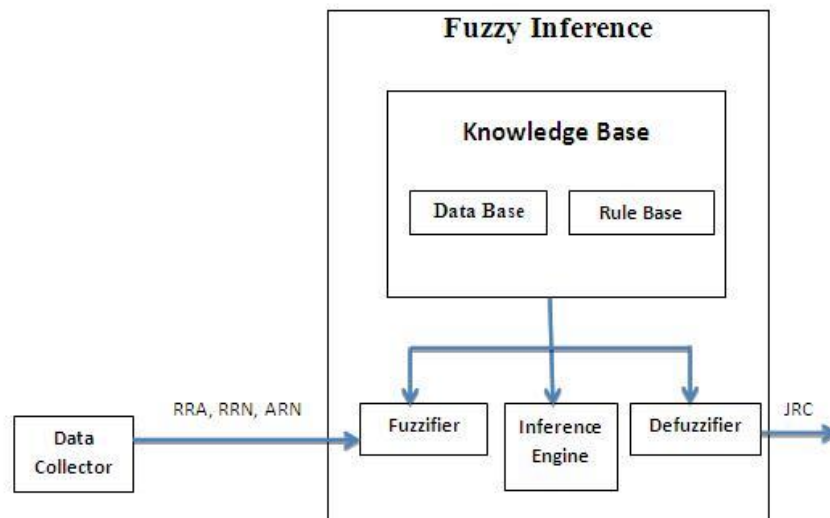 Fuzzy Inference
Knowledge Base
Data Base
Rule Base
RRA, RRN, ARN
JRC
Data
Collector
Fuzzifier
Inference
Engine
Defuzzifier